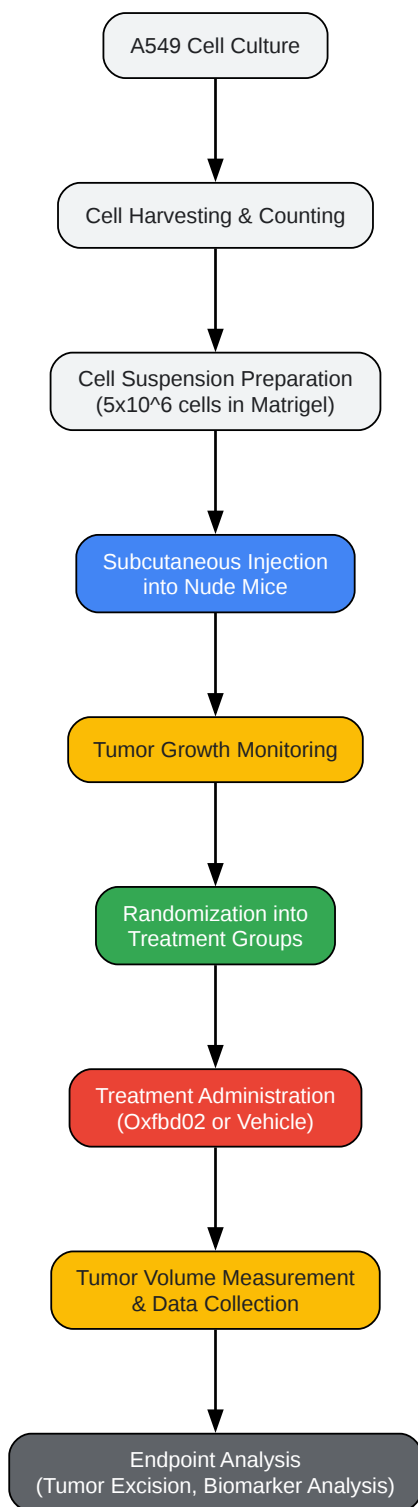 A549 Cell Culture
Cell Harvesting & Counting
Cell Suspension Preparation
(5x10^6 cells in Matrigel)
Subcutaneous Injection
into Nude Mice
Tumor Growth Monitoring
Randomization into
Treatment Groups
Treatment Administration
(Oxfbd02 or Vehicle)
Tumor Volume Measurement
& Data Collection
Endpoint Analysis
(Tumor Excision, Biomarker Analysis)